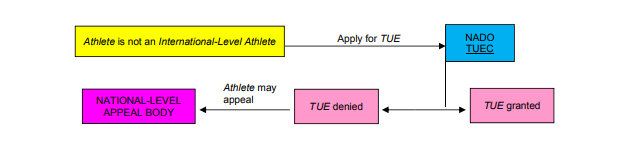 Athlete is not an International-Level Athlete
Apply for TUE
NADO
TUEC
Athlete may
appeal
NATIONAL-LEVEL
APPEAL BODY
TUE denied
TUE granted